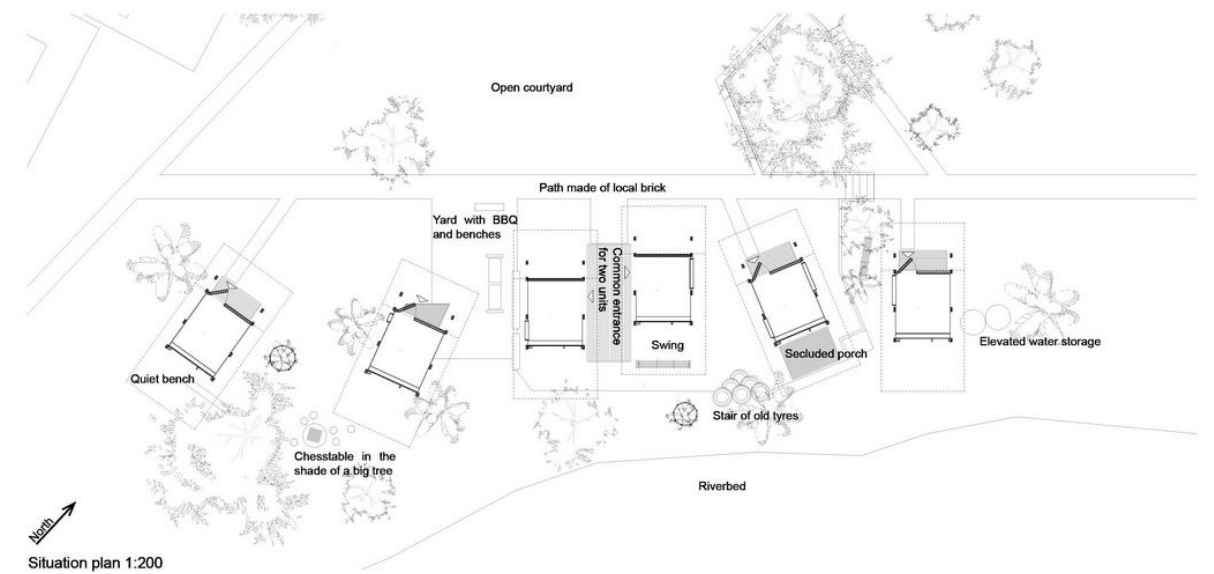 Open courtyard
Path made of local brick
Yard with BBQ
and benches
Common entrance
for two units
Swing
Secluded porch
Elevated water storage
Quiet bench
Stair of old tyres
Chesstable in the
shade of a big tree
Riverbed
North
Situation plan 1:200